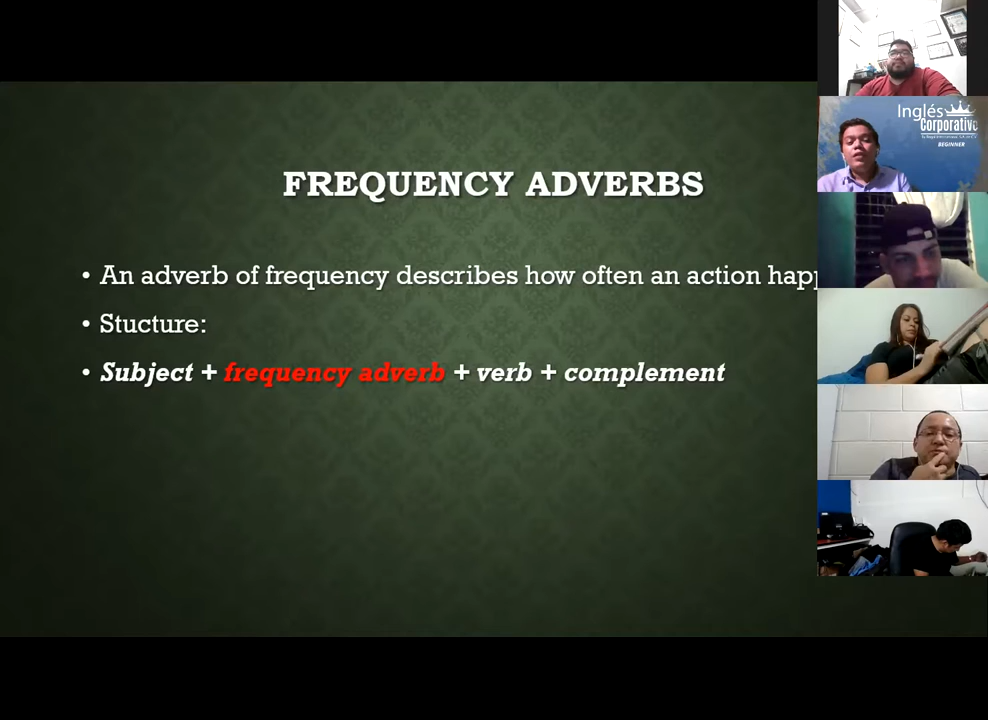 FREQUENCY ADVERBS
• An adverb of frequency describes how often an action
• Stucture:
• Subject + frequency adverb + verb + complement
Inglés
Corporativo
BEGINNER